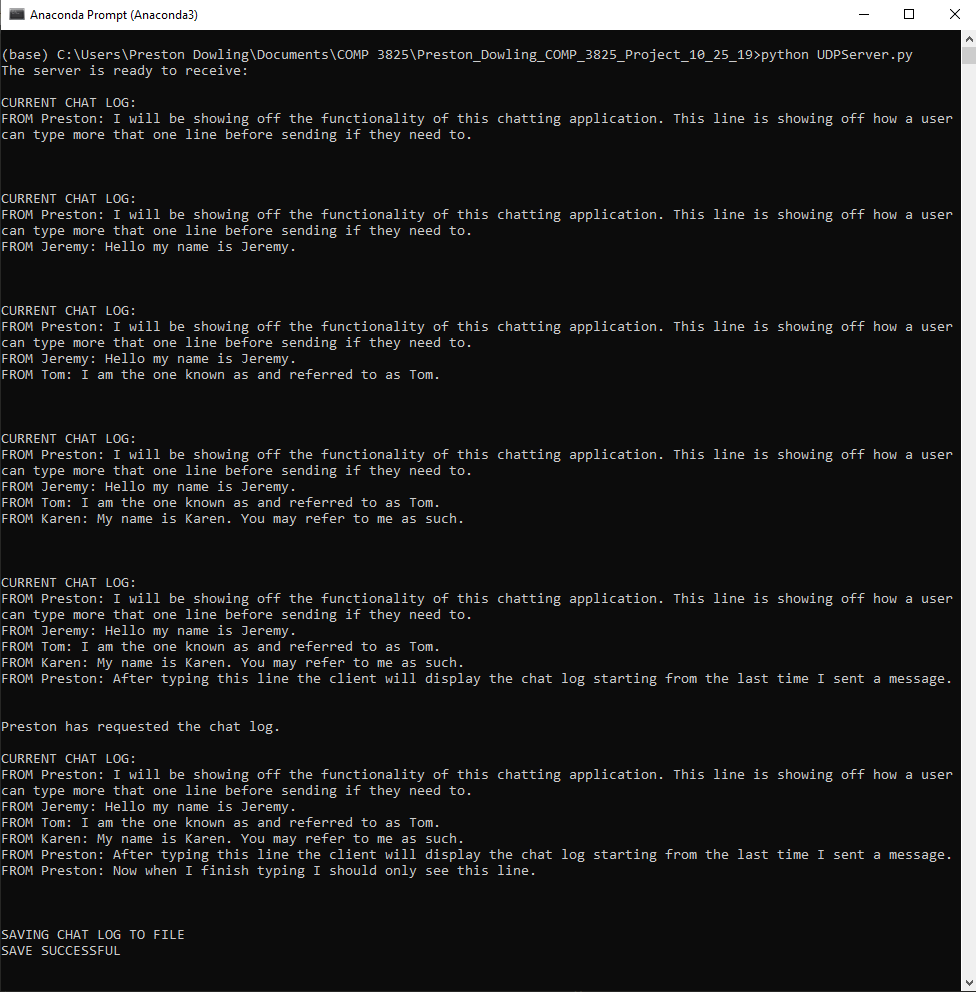 Anaconda Prompt (Anaconda3)
(base) C:\Users\Preston Dowling\Documents\COMP 3825\Preston_Dowling_COMP_3825_Project_10_25_19>python UDPServer.py
The server is ready to receive:
CURRENT CHAT LOG:
FROM Preston: I will be showing off the functionality of this chatting application. This line is showing off how a user
can type more that one line before sending if they need to.
CURRENT CHAT LOG:
FROM Preston: I will be showing off the functionality of this chatting application. This line is showing off how a user
can type more that one line before sending if they need to.
FROM Jeremy: Hello my name is Jeremy.
CURRENT CHAT LOG:
FROM Preston: I will be showing off the functionality of this chatting application. This line is showing off how a user
can type more that one line before sending if they need to.
FROM Jeremy: Hello my name is Jeremy.
FROM Tom: I am the one known as and referred to as Tom.
CURRENT CHAT LOG:
FROM Preston: I will be showing off the functionality of this chatting application. This line is showing off how a user
can type more that one line before sending if they need to.
FROM Jeremy: Hello my name is Jeremy.
FROM Tom: I am the one known as and referred to as Tom.
FROM Karen: My name is Karen. You may refer to me as such.
CURRENT CHAT LOG:
FROM Preston: I will be showing off the functionality of this chatting application. This line is showing off how a user
can type more that one line before sending if they need to.
FROM Jeremy: Hello my name is Jeremy.
FROM Tom: I am the one known as and referred to as Tom.
FROM Karen: My name is Karen. You may refer to me as such.
FROM Preston: After typing this line the client will display the chat log starting from the last time I sent a message.
Preston has requested the chat log.
CURRENT CHAT LOG:
FROM Preston: I will be showing off the functionality of this chatting application. This line is showing off how a user
can type more that one line before sending if they need to.
FROM Jeremy: Hello my name is Jeremy.
FROM Tom: I am the one known as and referred to as Tom.
FROM Karen: My name is Karen. You may refer to me as such.
FROM Preston: After typing this line the client will display the chat log starting from the last time I sent a message.
FROM Preston: Now when I finish typing I should only see this line.
SAVING CHAT LOG TO FILE
SAVE SUCCESSFUL